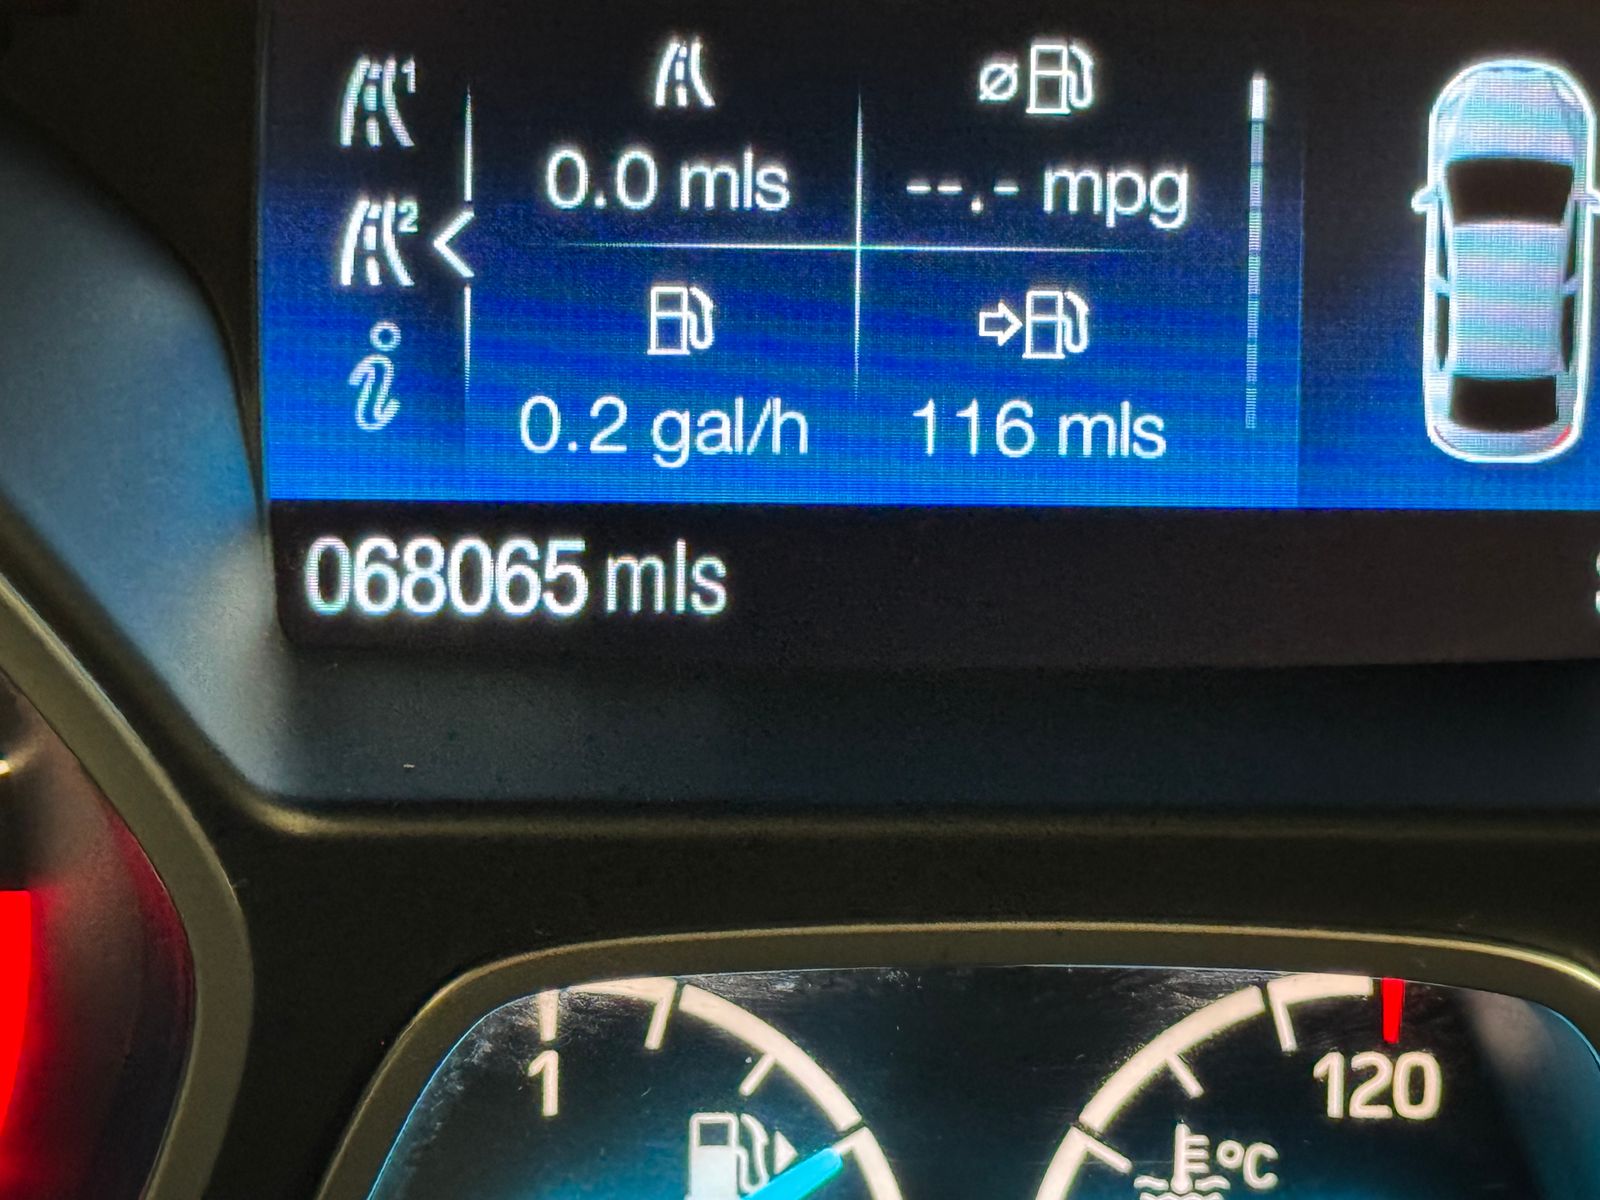 1
0.0 mls
--.- mpg
2
0.2 gal/h
116 mls
068065 mls
1
120
°C